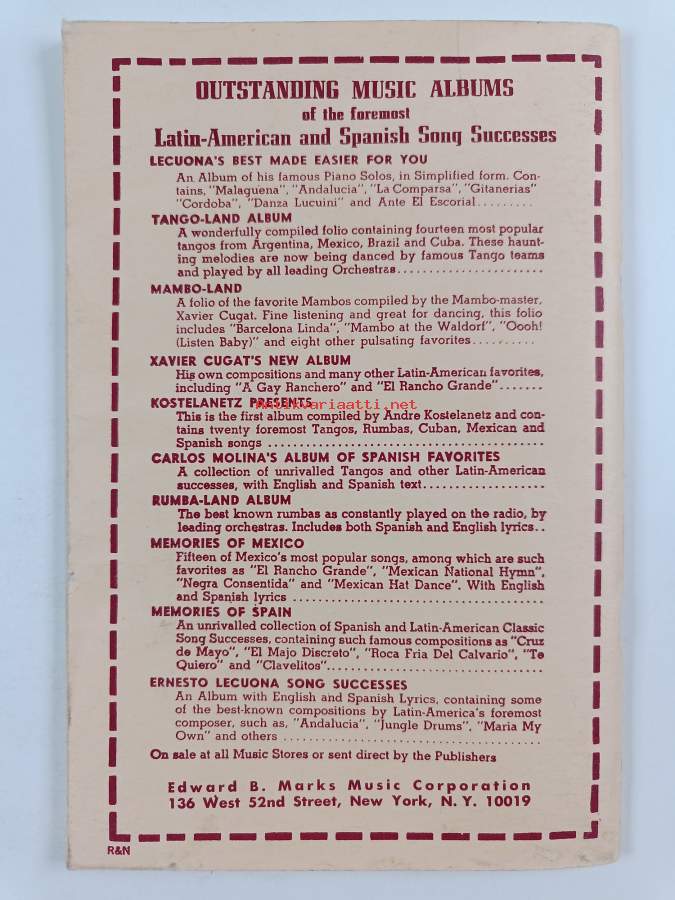 OUTSTANDING MUSIC ALBUMS
of the foremost
Latin-American and Spanish Song Successes
LECUONA'S BEST MADE EASIER FOR YOU
An Album of his famous Piano Solos, in Simplified form. Con-
tains, "Malaguena", "Andalucia", "La Comparsa", "Gitanerias"
"Cordoba", "Danza Lucuini" and Ante El Escorial.........
TANGO-LAND ALBUM
A wonderfully compiled folio containing fourteen most popular
tangos from Argentina, Mexico, Brazil and Cuba. These haunt-
ing melodies are now being danced by famous Tango teams
and played by all leading Orchestras.......................
MAMBO-LAND
A folio of the favorite Mambos compiled by the Mambo-master,
Xavier Cugat. Fine listening and great for dancing, this folio
includes "Barcelona Linda", "Mambo at the Waldorf", "Oooh!
(Listen Baby)" and eight other pulsating favorites..........
XAVIER CUGAT'S NEW ALBUM
His own compositions and many other Latin-American favorites,
including "A Gay Ranchero" and "El Rancho Grande".......
KOSTELANETZ PRESENTS
antikvariaatti.net
This is the first album compiled by Andre Kostelanetz and con-
tains twenty foremost Tangos, Rumbas, Cuban, Mexican and
Spanish songs ............................................
CARLOS MOLINA'S ALBUM OF SPANISH FAVORITES
A collection of unrivalled Tangos and other Latin-American
successes, with English and Spanish text...................
RUMBA-LAND ALBUM
The best known rumbas as constantly played on the radio, by
leading orchestras. Includes both Spanish and English lyrics..
MEMORIES OF MEXICO
Fifteen of Mexico's most popular songs, among which are such
favorites as "El Rancho Grande", "Mexican National Hymn",
"Negra Consentida" and "Mexican Hat Dance". With English
and Spanish lyrics ........................................
MEMORIES OF SPAIN
An unrivalled collection of Spanish and Latin-American Classic
Song Successes, containing such famous compositions as "Cruz
de Mayo", "El Majo Discreto", "Roca Fria Del Calvario", "Te
Quiero" and "Clavelitos"...................................
ERNESTO LECUONA SONG SUCCESSES
An Album with English and Spanish Lyrics, containing some
of the best-known compositions by Latin-America's foremost
composer, such as, "Andalucia", "Jungle Drums", "Maria My
Own" and others ..........................................
On sale at all Music Stores or sent direct by the Publishers
Edward B. Marks Music Corporation
136 West 52nd Street, New York, N. Y. 10019
R&N